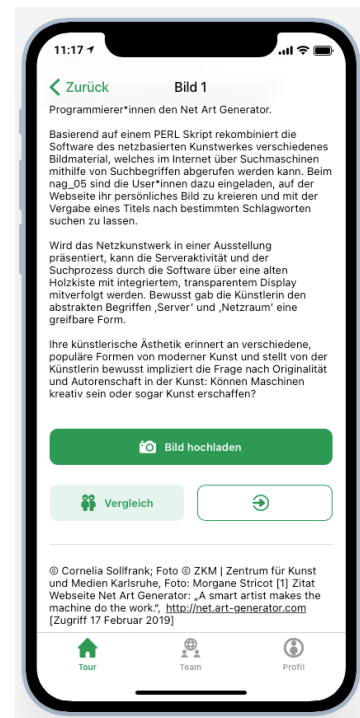 11:17
Zurück
Bild 1
Programmierer*innen den Net Art Generator.
Basierend auf einem PERL Skript rekombiniert die
Software des netzbasierten Kunstwerkes verschiedenes
Bildmaterial, welches im Internet über Suchmaschinen
mithilfe von Suchbegriffen abgerufen werden kann. Beim
nag_05 sind die User*innen dazu eingeladen, auf der
Webseite ihr persönliches Bild zu kreieren und mit der
Vergabe eines Titels nach bestimmten Schlagworten
suchen zu lassen.
Wird das Netzkunstwerk in einer Ausstellung
präsentiert, kann die Serveraktivität und der
Suchprozess durch die Software über eine alten
Holzkiste mit integriertem, transparentem Display
mitverfolgt werden. Bewusst gab die Künstlerin den
abstrakten Begriffen ‚Server' und ‚Netzraum' eine
greifbare Form.
Ihre künstlerische Ästhetik erinnert an verschiedene,
populäre Formen von moderner Kunst und stellt von der
Künstlerin bewusst impliziert die Frage nach Originalität
und Autorenschaft in der Kunst: Können Maschinen
kreativ sein oder sogar Kunst erschaffen?
Bild hochladen
Vergleich
© Cornelia Sollfrank; Foto © ZKM | Zentrum für Kunst
und Medien Karlsruhe, Foto: Morgane Stricot [1] Zitat
Webseite Net Art Generator: „A smart artist makes the
machine do the work.", http://net.art-generator.com
[Zugriff 17 Februar 2019]
Tour
Team
Profil